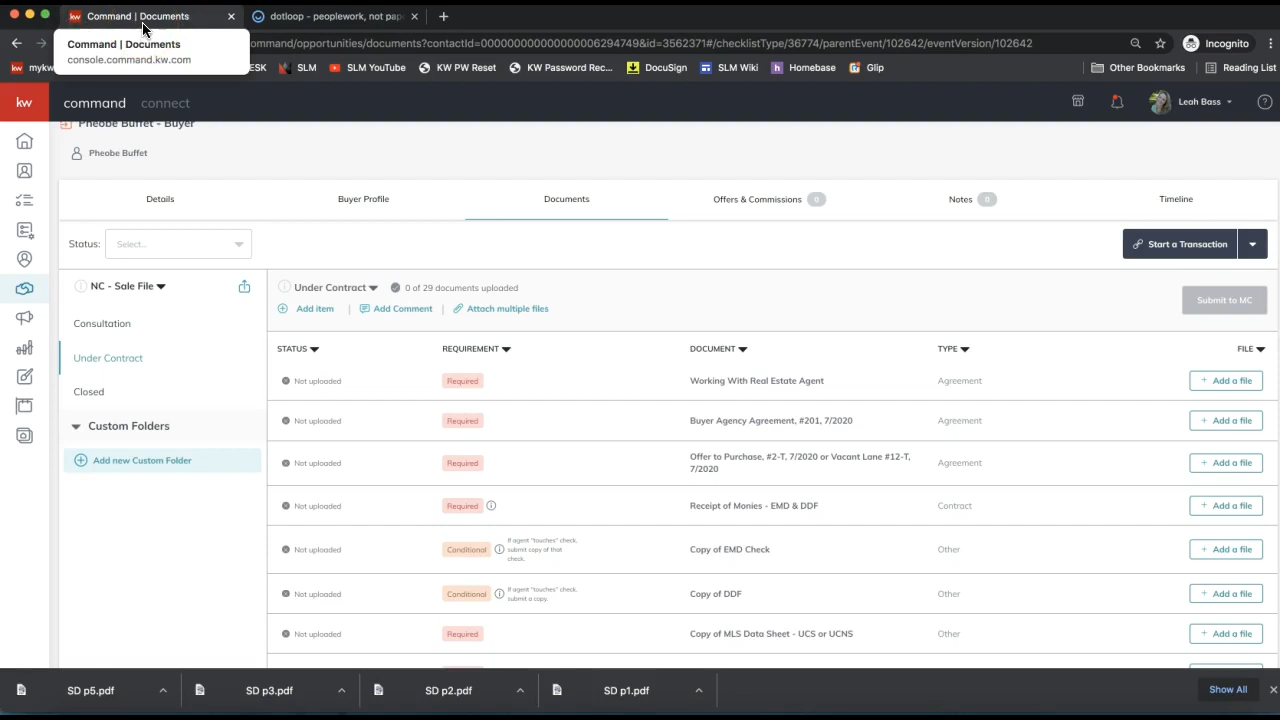 Command | Documents
dotloop - peoplework, not pap
Command | Documents
console.command.kw.com
ommand/opportunities/documents?contactId=00000000000000006294749&id=3562371#/checklistType/36774/parentEvent/102642/eventVersion/102642
Incognito
kw mykw
ESK
SLM
SLM YouTube
KW PW Reset
KW Password Rec...
DocuSign
SLM Wiki
Homebase
Glip
Other Bookmarks
Reading List
kw
command
connect
Leah Bass
Pheobe Buffet - Buyer
Pheobe Buffet
Details
Buyer Profile
Documents
Offers & Commissions 0
Notes 0
Timeline
Status: Select...
Start a Transaction
NC - Sale File
Under Contract
0 of 29 documents uploaded
Submit to MC
Add item | Add Comment | Attach multiple files
Consultation
Under Contract
Closed
Custom Folders
Add new Custom Folder
STATUS REQUIREMENT DOCUMENT TYPE FILE
Not uploaded Required Working With Real Estate Agent Agreement + Add a file
Not uploaded Required Buyer Agency Agreement, #201, 7/2020 Agreement + Add a file
Not uploaded Required Offer to Purchase, #2-T, 7/2020 or Vacant Lane #12-T, 7/2020 Agreement + Add a file
Not uploaded Required Receipt of Monies - EMD & DDF Contract + Add a file
Not uploaded Conditional If agent "touches" check, submit copy of that check. Copy of EMD Check Other + Add a file
Not uploaded Conditional If agent "touches" check, submit a copy. Copy of DDF Other + Add a file
Not uploaded Required Copy of MLS Data Sheet - UCS or UCNS Other + Add a file
SD p5.pdf
SD p3.pdf
SD p2.pdf
SD p1.pdf
Show All